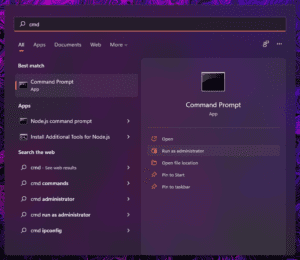 cmd
All Apps Documents Web More
Best match
Command Prompt
App
Apps
Node.js command prompt
Install Additional Tools for Node.js
Search the web
cmd - See web results
cmd commands
cmd administrator
cmd run as administrator
cmd ipconfig
Command Prompt
App
Open
Run as administrator
Open file location
Pin to Start
Pin to taskbar